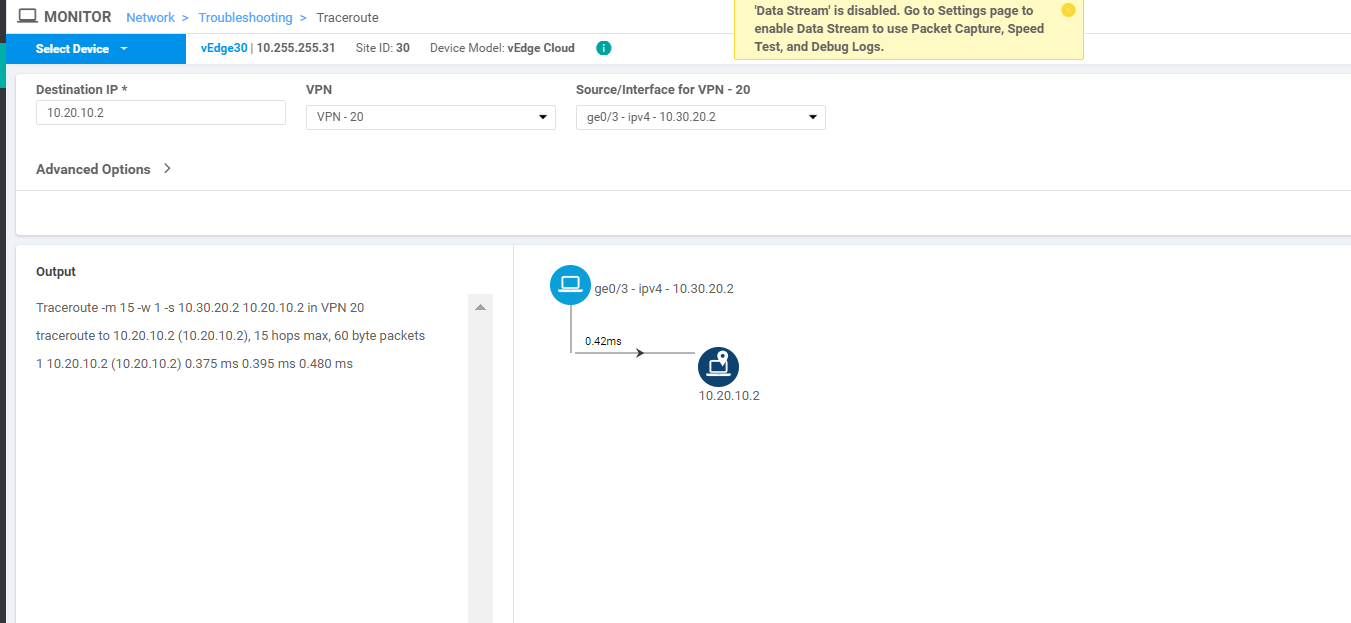 MONITOR Network > Troubleshooting > Traceroute
'Data Stream' is disabled. Go to Settings page to
enable Data Stream to use Packet Capture, Speed
Test, and Debug Logs.
Select Device vEdge30 | 10.255.255.31 Site ID: 30 Device Model: vEdge Cloud i
Destination IP * VPN Source/Interface for VPN - 20
10.20.10.2 VPN - 20 ge0/3 - ipv4 - 10.30.20.2
Advanced Options >
Output
Traceroute -m 15 -w 1 -s 10.30.20.2 10.20.10.2 in VPN 20
traceroute to 10.20.10.2 (10.20.10.2), 15 hops max, 60 byte packets
1 10.20.10.2 (10.20.10.2) 0.375 ms 0.395 ms 0.480 ms
ge0/3 - ipv4 - 10.30.20.2
0.42ms
10.20.10.2